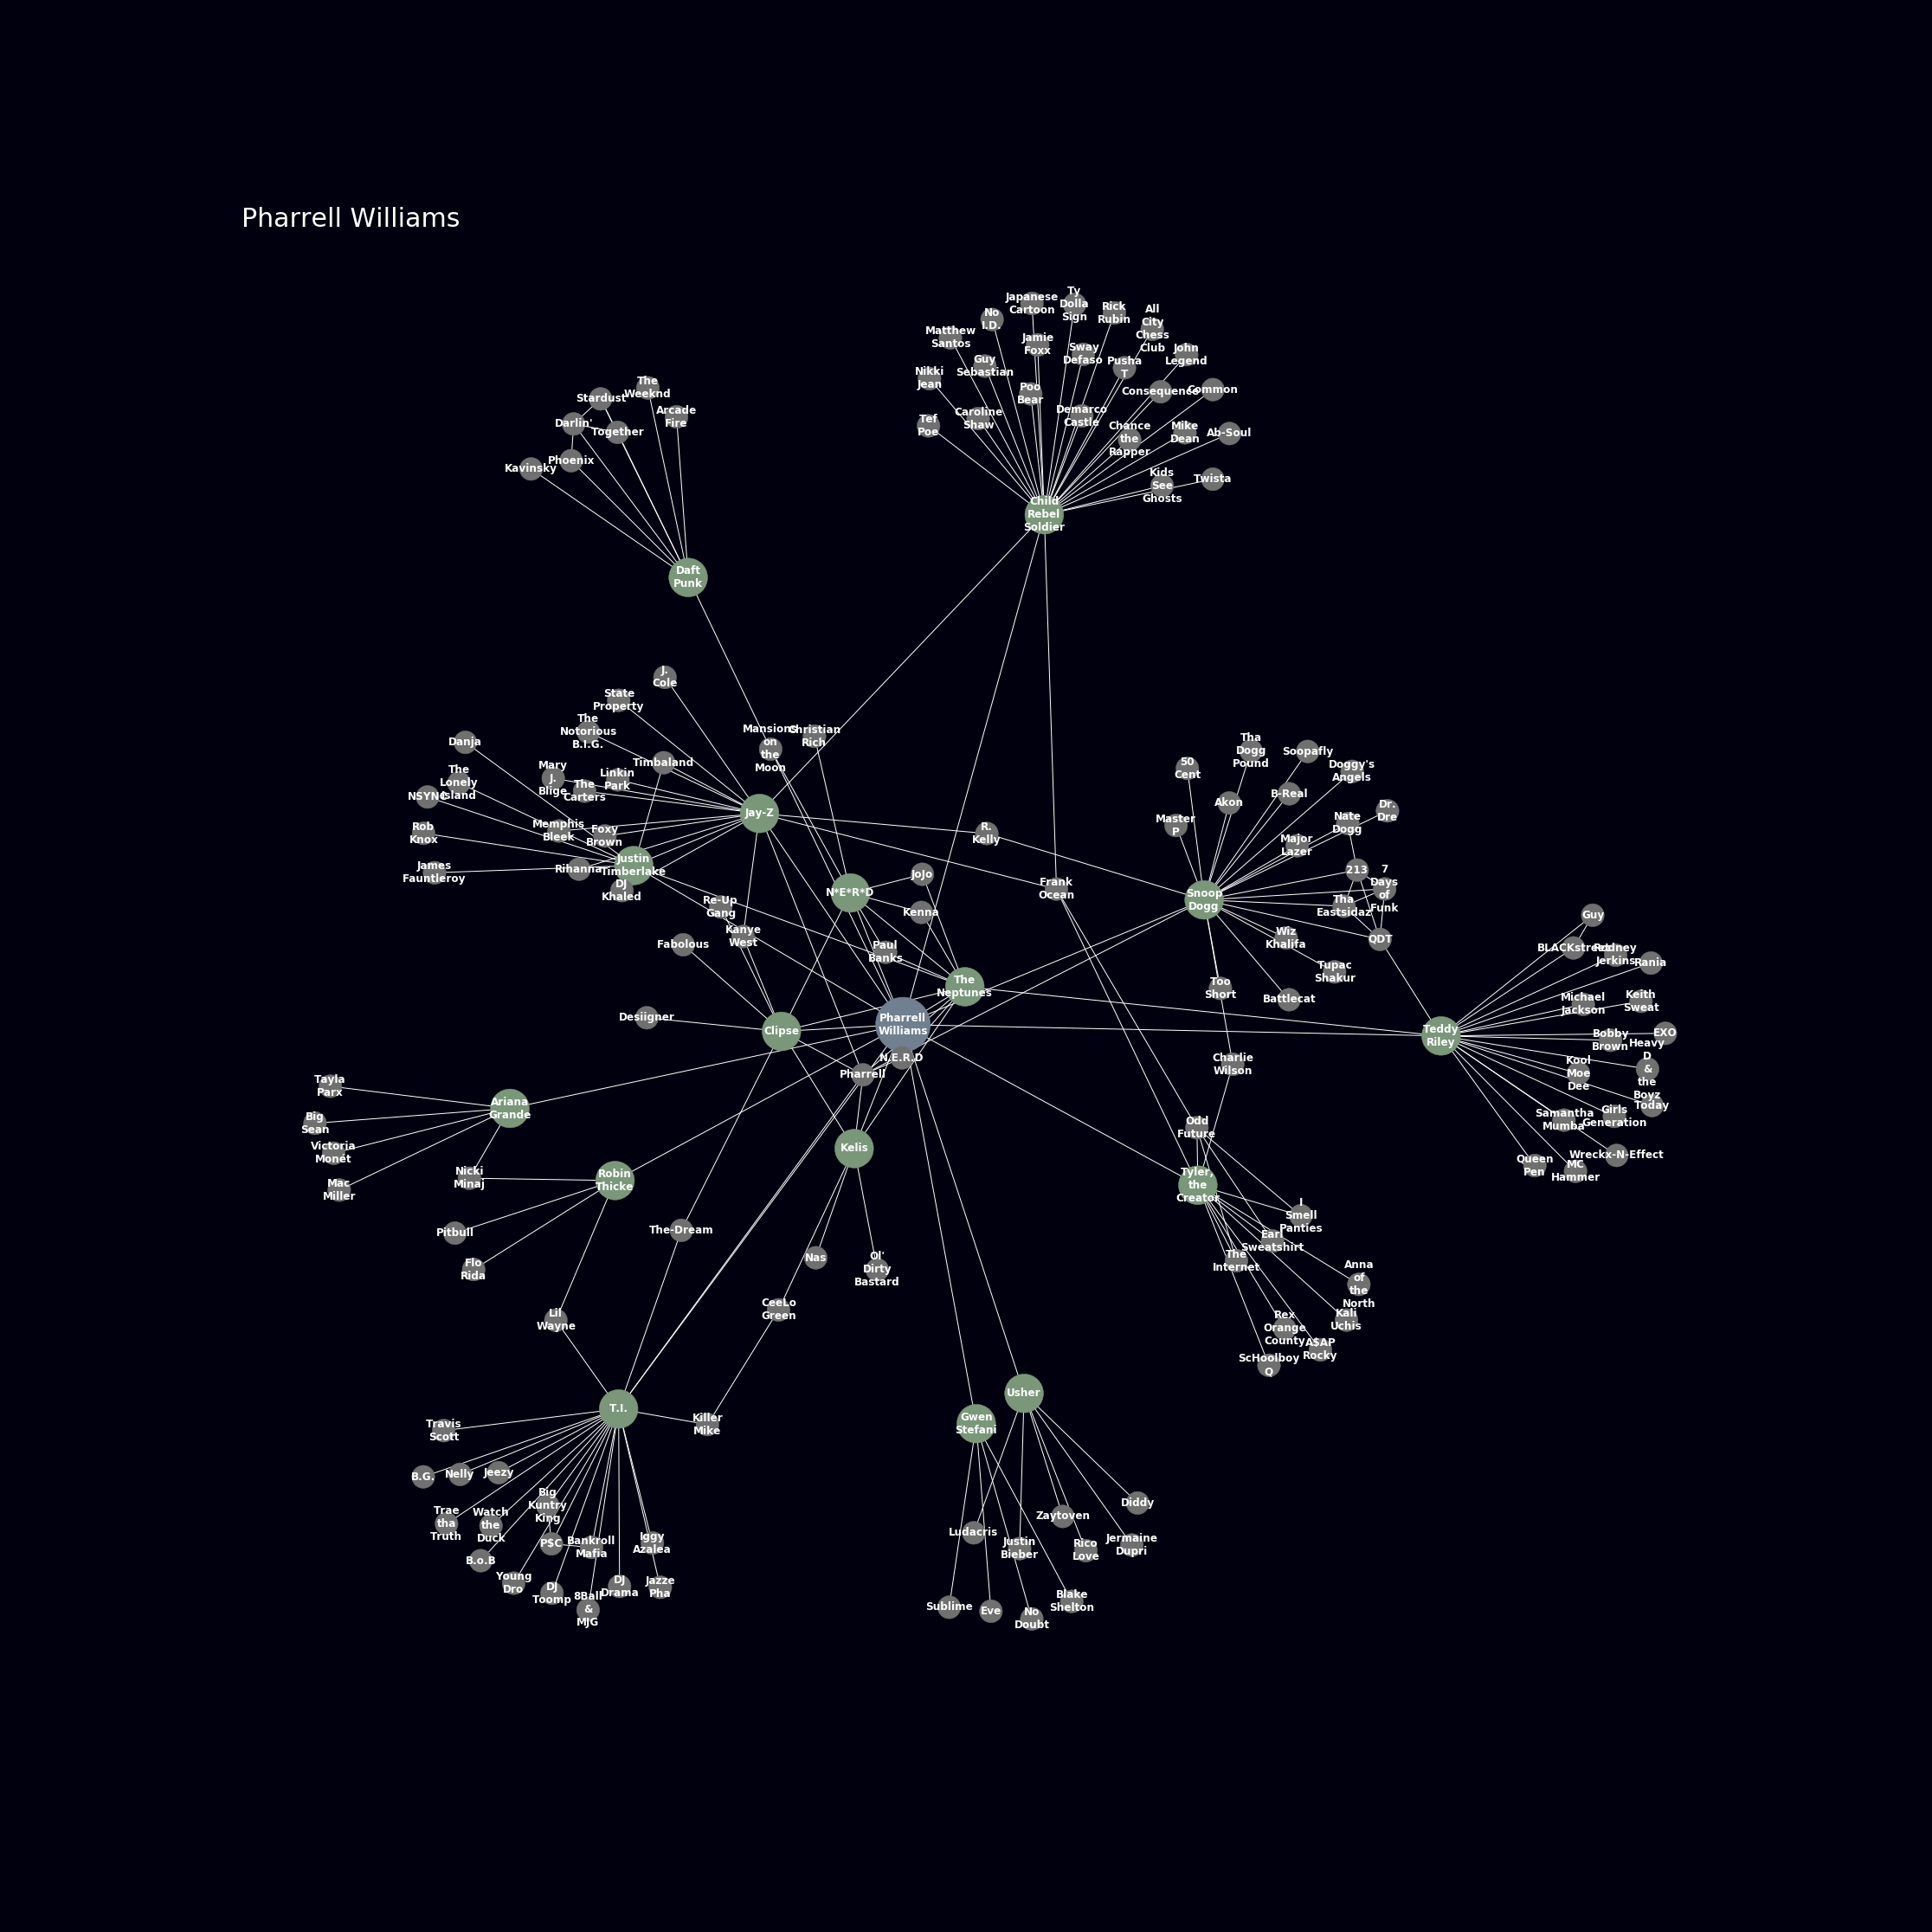 Pharrell Williams
Japanese
Cartoon
Ty
Dolla
Sign
Rick
Rubin
All
City
Chess
Club
No
I.D.
Matthew
Santos
Jamie
Foxx
Sway
Defaso
Pusha
T
John
Legend
Guy
Sebastian
Nikki
Jean
Poo
Bear
Consequence
Common
Tef
Poe
Caroline
Shaw
Demarco
Castle
Chance
the
Rapper
Mike
Dean
Ab-Soul
Kids
See
Ghosts
Twista
Child
Rebel
Soldier
The
Weeknd
Stardust
Arcade
Fire
Darlin'
Together
Phoenix
Kavinsky
Daft
Punk
J.
Cole
State
Property
The
Notorious
B.I.G.
Danja
Timbaland
Mansions
on
the
Moon
Christian
Rich
The
Lonely
Island
Mary
J.
Blige
Linkin
Park
The
Carters
NSYNC
Jay-Z
Rob
Knox
Memphis
Bleek
Foxy
Brown
James
Fauntleroy
Rihanna
Justin
Timberlake
DJ
Khaled
R.
Kelly
JoJo
N*E*R*D
Frank
Ocean
Re-Up
Gang
Kenna
Fabolous
Kanye
West
Paul
Banks
The
Neptunes
Desiigner
Clipse
Pharrell
Williams
N.E.R.D
Pharrell
Tha
Dogg
Pound
Soopafly
50
Cent
Doggy's
Angels
Akon
B-Real
Dr.
Dre
Master
P
Nate
Dogg
Major
Lazer
213
7
Days
of
Funk
Snoop
Dogg
Tha
Eastsidaz
Wiz
Khalifa
QDT
Tupac
Shakur
Too
Short
Battlecat
Charlie
Wilson
Guy
BLACKstreet
Rodney
Jerkins
Rania
Michael
Jackson
Keith
Sweat
Teddy
Riley
Bobby
Brown
EXO
Heavy
D
&
the
Boyz
Kool
Moe
Dee
Today
Samantha
Mumba
Girls
Generation
Wreckx-N-Effect
Queen
Pen
MC
Hammer
Tayla
Parx
Ariana
Grande
Big
Sean
Victoria
Monét
Mac
Miller
Nicki
Minaj
Robin
Thicke
Kelis
Pitbull
Flo
Rida
The-Dream
Nas
Ol'
Dirty
Bastard
Lil
Wayne
CeeLo
Green
Odd
Future
Tyler,
the
Creator
I
Smell
Panties
Earl
Sweatshirt
The
Internet
Anna
of
the
North
Rex
Orange
County
Kali
Uchis
A$AP
Rocky
ScHoolboy
Q
T.I.
Killer
Mike
Travis
Scott
B.G.
Nelly
Jeezy
Big
Kuntry
King
Trae
tha
Truth
Watch
the
Duck
P$C
Bankroll
Mafia
Iggy
Azalea
B.o.B
Young
Dro
DJ
Toomp
8Ball
&
MJG
DJ
Drama
Jazze
Pha
Usher
Gwen
Stefani
Diddy
Zaytoven
Ludacris
Justin
Bieber
Rico
Love
Jermaine
Dupri
Sublime
Eve
No
Doubt
Blake
Shelton